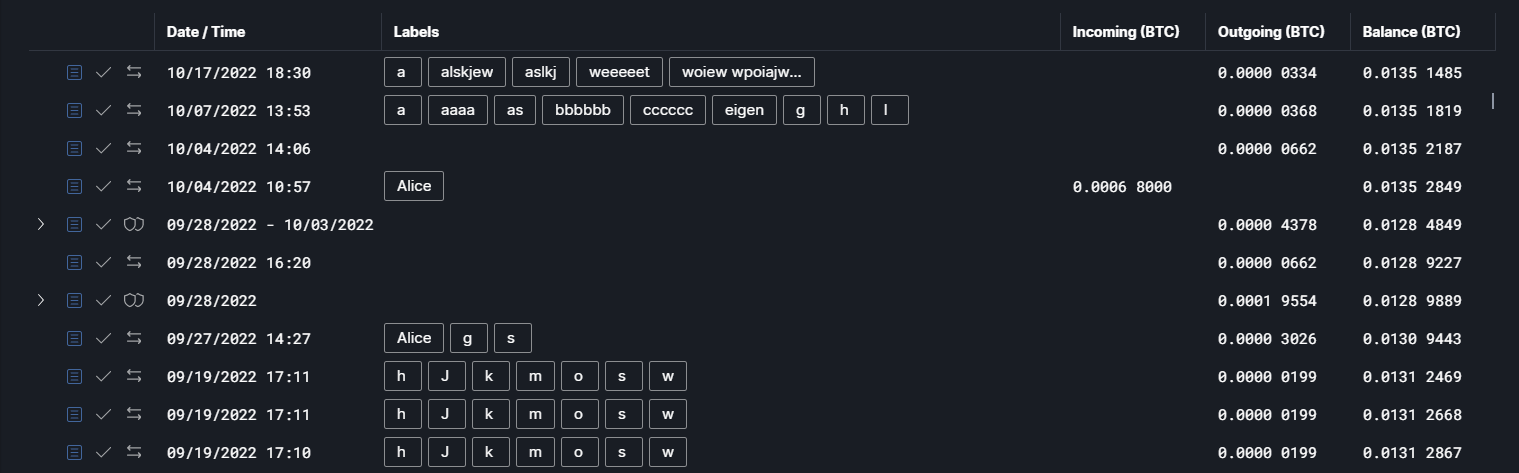 Date / Time Labels Incoming (BTC) Outgoing (BTC) Balance (BTC)
10/17/2022 18:30 a alskjew aslkj weeeeet woiew wpoiajw... 0.0000 0334 0.0135 1485
10/07/2022 13:53 a aaaa as bbbbbb cccccc eigen g h l 0.0000 0368 0.0135 1819
10/04/2022 14:06 0.0000 0662 0.0135 2187
10/04/2022 10:57 Alice 0.0006 8000 0.0135 2849
09/28/2022 - 10/03/2022 0.0000 4378 0.0128 4849
09/28/2022 16:20 0.0000 0662 0.0128 9227
09/28/2022 0.0001 9554 0.0128 9889
09/27/2022 14:27 Alice g s 0.0000 3026 0.0130 9443
09/19/2022 17:11 h J k m o s w 0.0000 0199 0.0131 2469
09/19/2022 17:11 h J k m o s w 0.0000 0199 0.0131 2668
09/19/2022 17:10 h J k m o s w 0.0000 0199 0.0131 2867